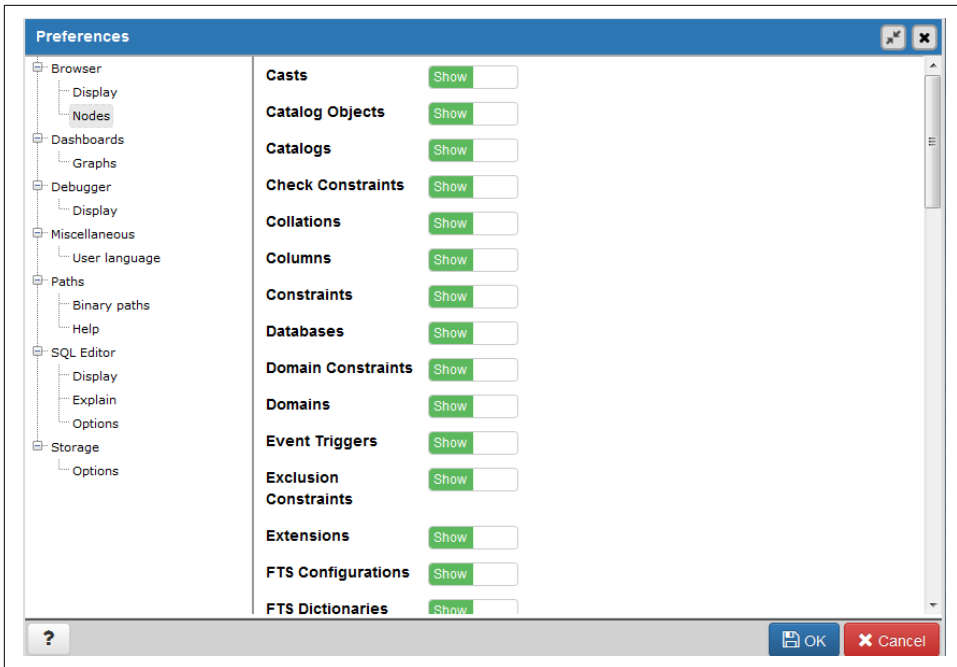 Preferences
Browser
Display
Nodes
Dashboards
Graphs
Debugger
Display
Miscellaneous
User language
Paths
Binary paths
Help
SQL Editor
Display
Explain
Options
Storage
Options
Casts Show
Catalog Objects Show
Catalogs Show
Check Constraints Show
Collations Show
Columns Show
Constraints Show
Databases Show
Domain Constraints Show
Domains Show
Event Triggers Show
Exclusion Show
Constraints
Extensions Show
FTS Configurations Show
FTS Dictionaries Show
? OK Cancel